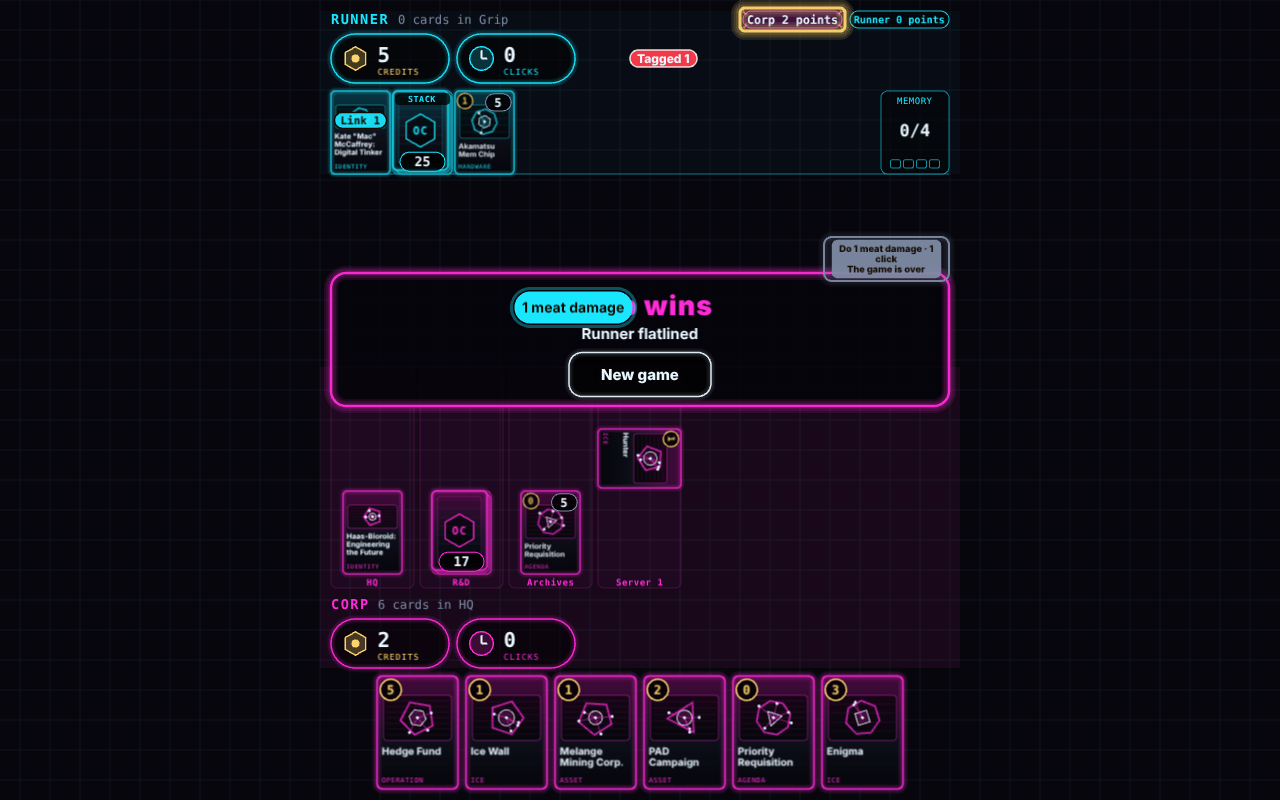 RUNNER 0 cards in Grip
Corp 2 points
Runner 0 points
5
CREDITS
0
CLICKS
Tagged 1
Link 1
Kate "Mac"
McCaffrey:
Digital Tinker
IDENTITY
STACK
OC
25
1
5
Akamatsu
Mem Chip
HARDWARE
MEMORY
0/4
Do 1 meat damage · 1
click
The game is over
1 meat damage
wins
Runner flatlined
New game
1
Hunter
ICE
Haas-Bioroid:
Engineering
the Future
IDENTITY
HQ
OC
17
R&D
0
5
Priority
Requisition
AGENDA
Archives
Server 1
CORP 6 cards in HQ
2
CREDITS
0
CLICKS
5
Hedge Fund
OPERATION
1
Ice Wall
ICE
1
Melange
Mining Corp.
ASSET
2
PAD
Campaign
ASSET
0
Priority
Requisition
AGENDA
3
Enigma
ICE